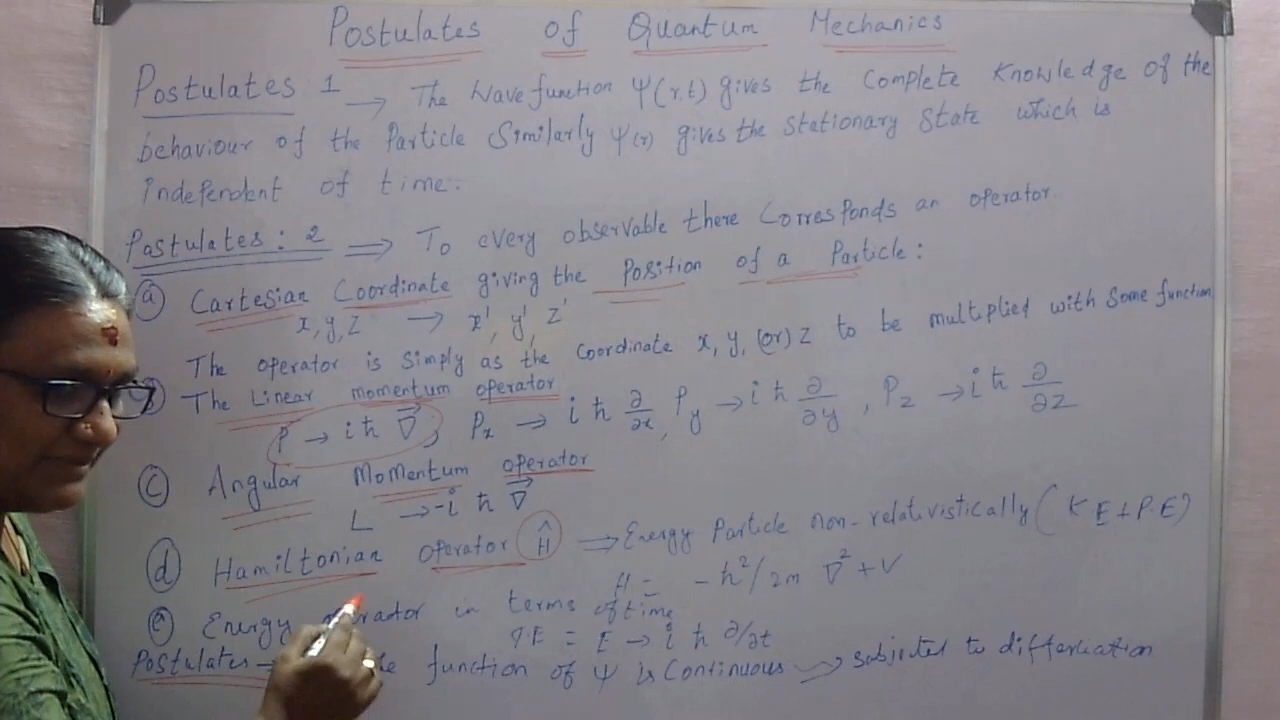 Postulates of Quantum Mechanics
Postulates 1 → The Wavefunction Ψ(r.t) gives the Complete Knowledge of the
behaviour of the Particle Similarly Ψ(r) gives the Stationary State which is
independent of time.
Postulates: 2 ⇒ To every observable there Corresponds an operator.
ⓐ Cartesian Coordinate giving the Position of a Particle:
x, y, z → x', y', z'
The operator is simply as the coordinate x, y, (or) z to be multiplied with some function
The Linear momentum operator
P → iħ ∇⃗, Px → iħ ∂/∂x, Py → iħ ∂/∂y, Pz → iħ ∂/∂z
ⓒ Angular Momentum operator
L → -iħ ∇⃗
ⓓ Hamiltonian operator Ĥ ⇒ Energy Particle non-relativistically (K E + P.E)
H = -ħ²/2m ∇² + V
ⓔ Energy in terms of time
E → iħ ∂/∂t
Postulates function of Ψ is Continuous → subjected to